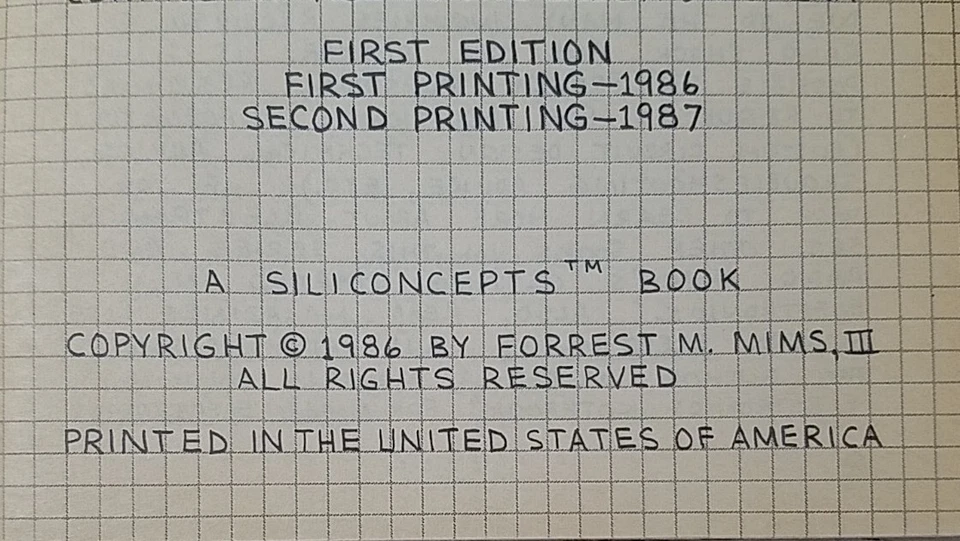 FIRST EDITION
FIRST PRINTING—1986
SECOND PRINTING—1987
A SILICONCEPTS™ BOOK
COPYRIGHT © 1986 BY FORREST M. MIMS, III
ALL RIGHTS RESERVED
PRINTED IN THE UNITED STATES OF AMERICA